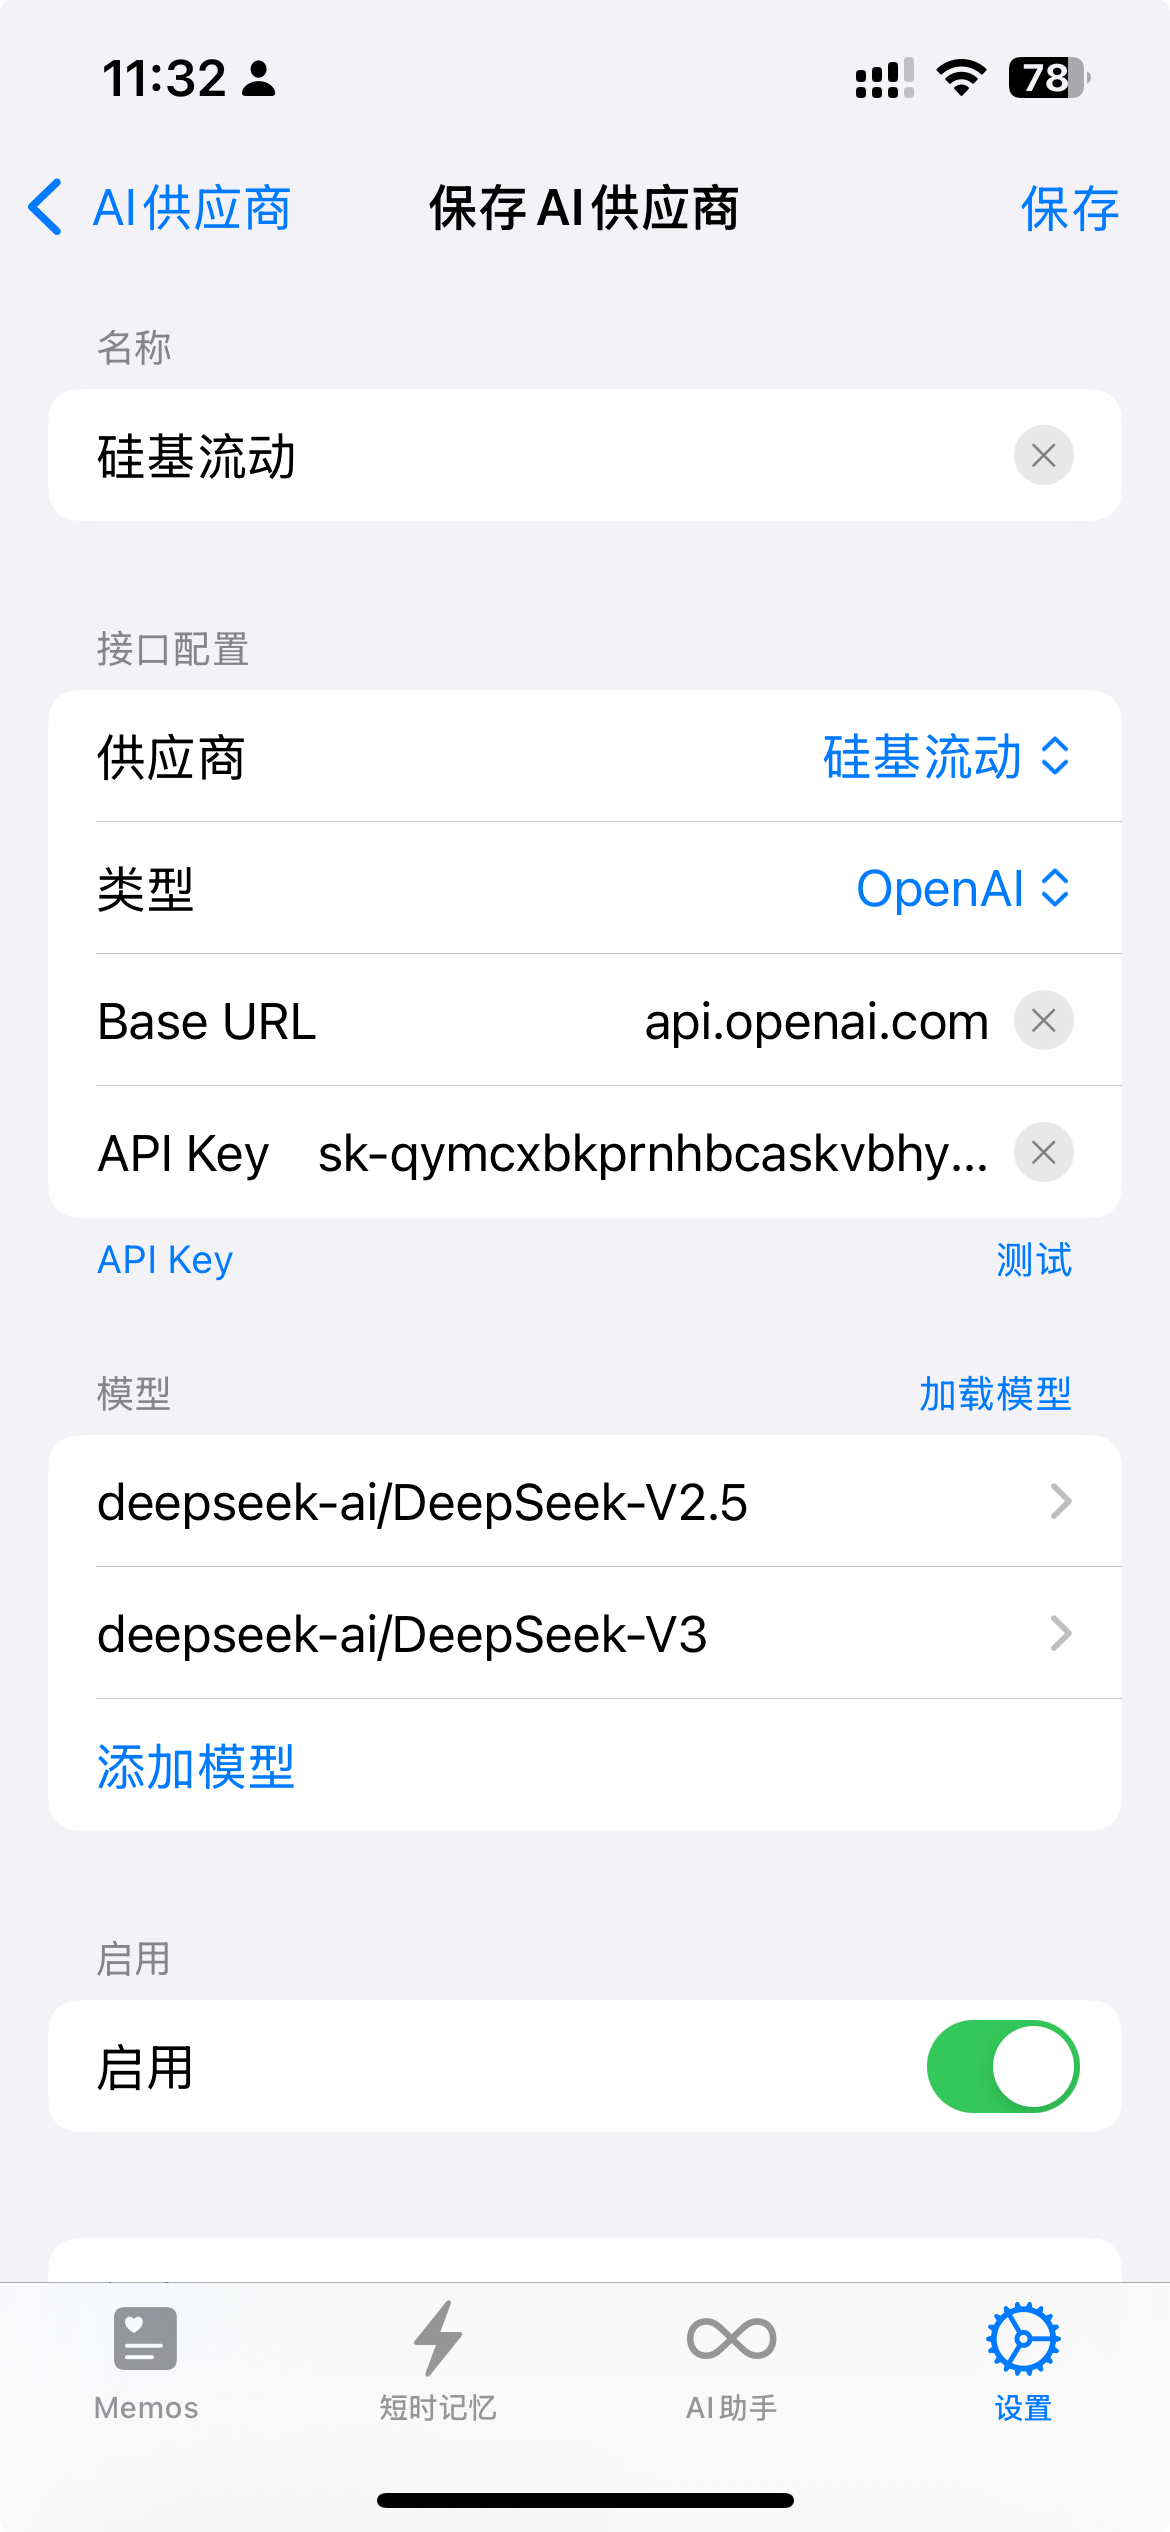 11:32
78
AI供应商
保存 AI 供应商
保存
名称
硅基流动
接口配置
供应商
硅基流动
类型
OpenAI
Base URL
api.openai.com
API Key
sk-qymcxbkprnhbcaskvbhy...
API Key
测试
模型
加载模型
deepseek-ai/DeepSeek-V2.5
deepseek-ai/DeepSeek-V3
添加模型
启用
启用
Memos
短时记忆
AI 助手
设置